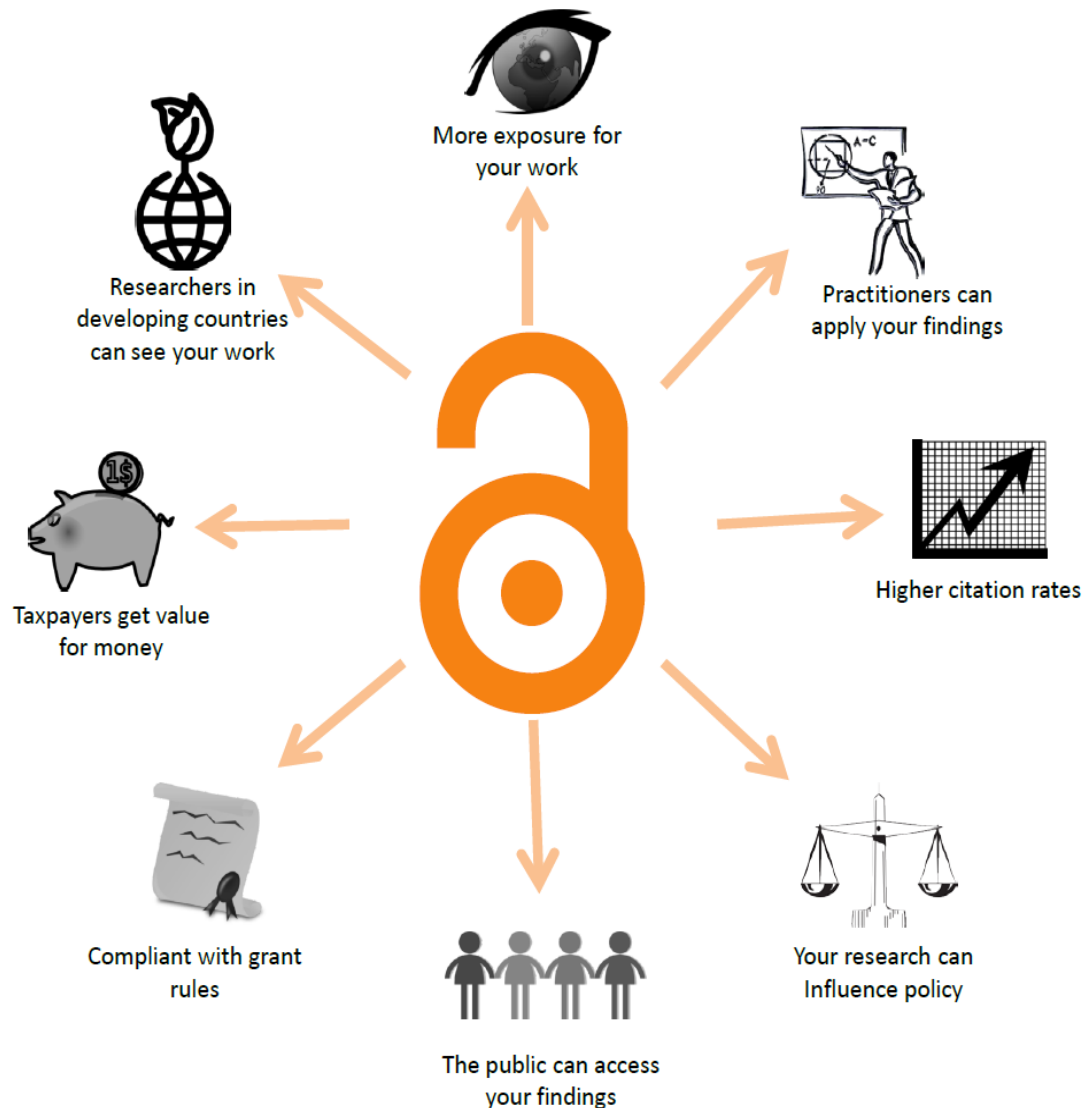 More exposure for
your work
A=C
Practitioners can
apply your findings
Higher citation rates
Your research can
Influence policy
The public can access
your findings
Compliant with grant
rules
1$
Taxpayers get value
for money
Researchers in
developing countries
can see your work